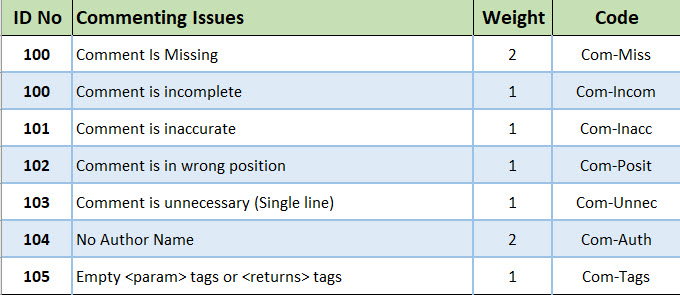 ID No Commenting Issues Weight Code
100 Comment Is Missing 2 Com-Miss
100 Comment is incomplete 1 Com-Incom
101 Comment is inaccurate 1 Com-Inacc
102 Comment is in wrong position 1 Com-Posit
103 Comment is unnecessary (Single line) 1 Com-Unnec
104 No Author Name 2 Com-Auth
105 Empty <param> tags or <returns> tags 1 Com-Tags